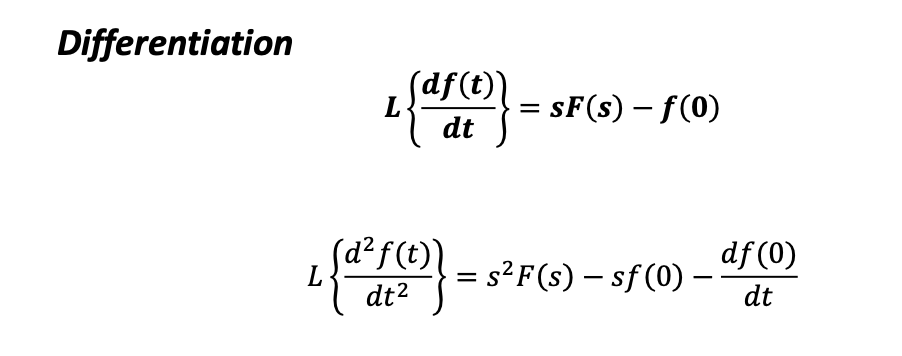 Differentiation
L{df(t)/dt} = sF(s) − f(0)
L{d²f(t)/dt²} = s²F(s) − sf(0) − df(0)/dt